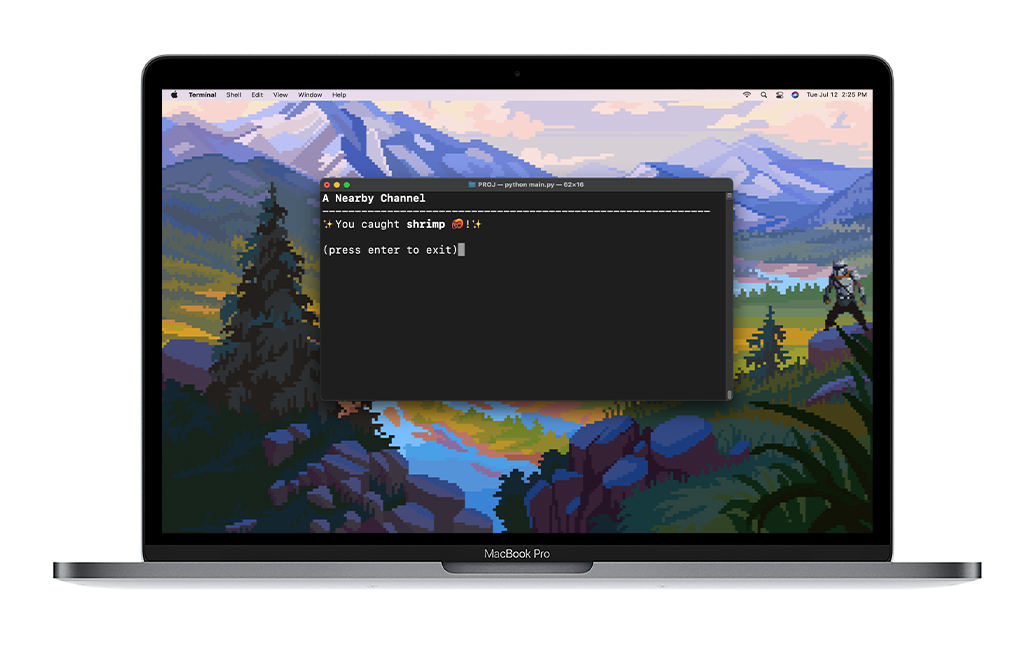 Terminal Shell Edit View Window Help Tue Jul 12 2:25 PM
PROJ — python main.py — 62×16
A Nearby Channel
--------------------------------------------------------------
✨You caught shrimp 🦐!✨
(press enter to exit)
MacBook Pro